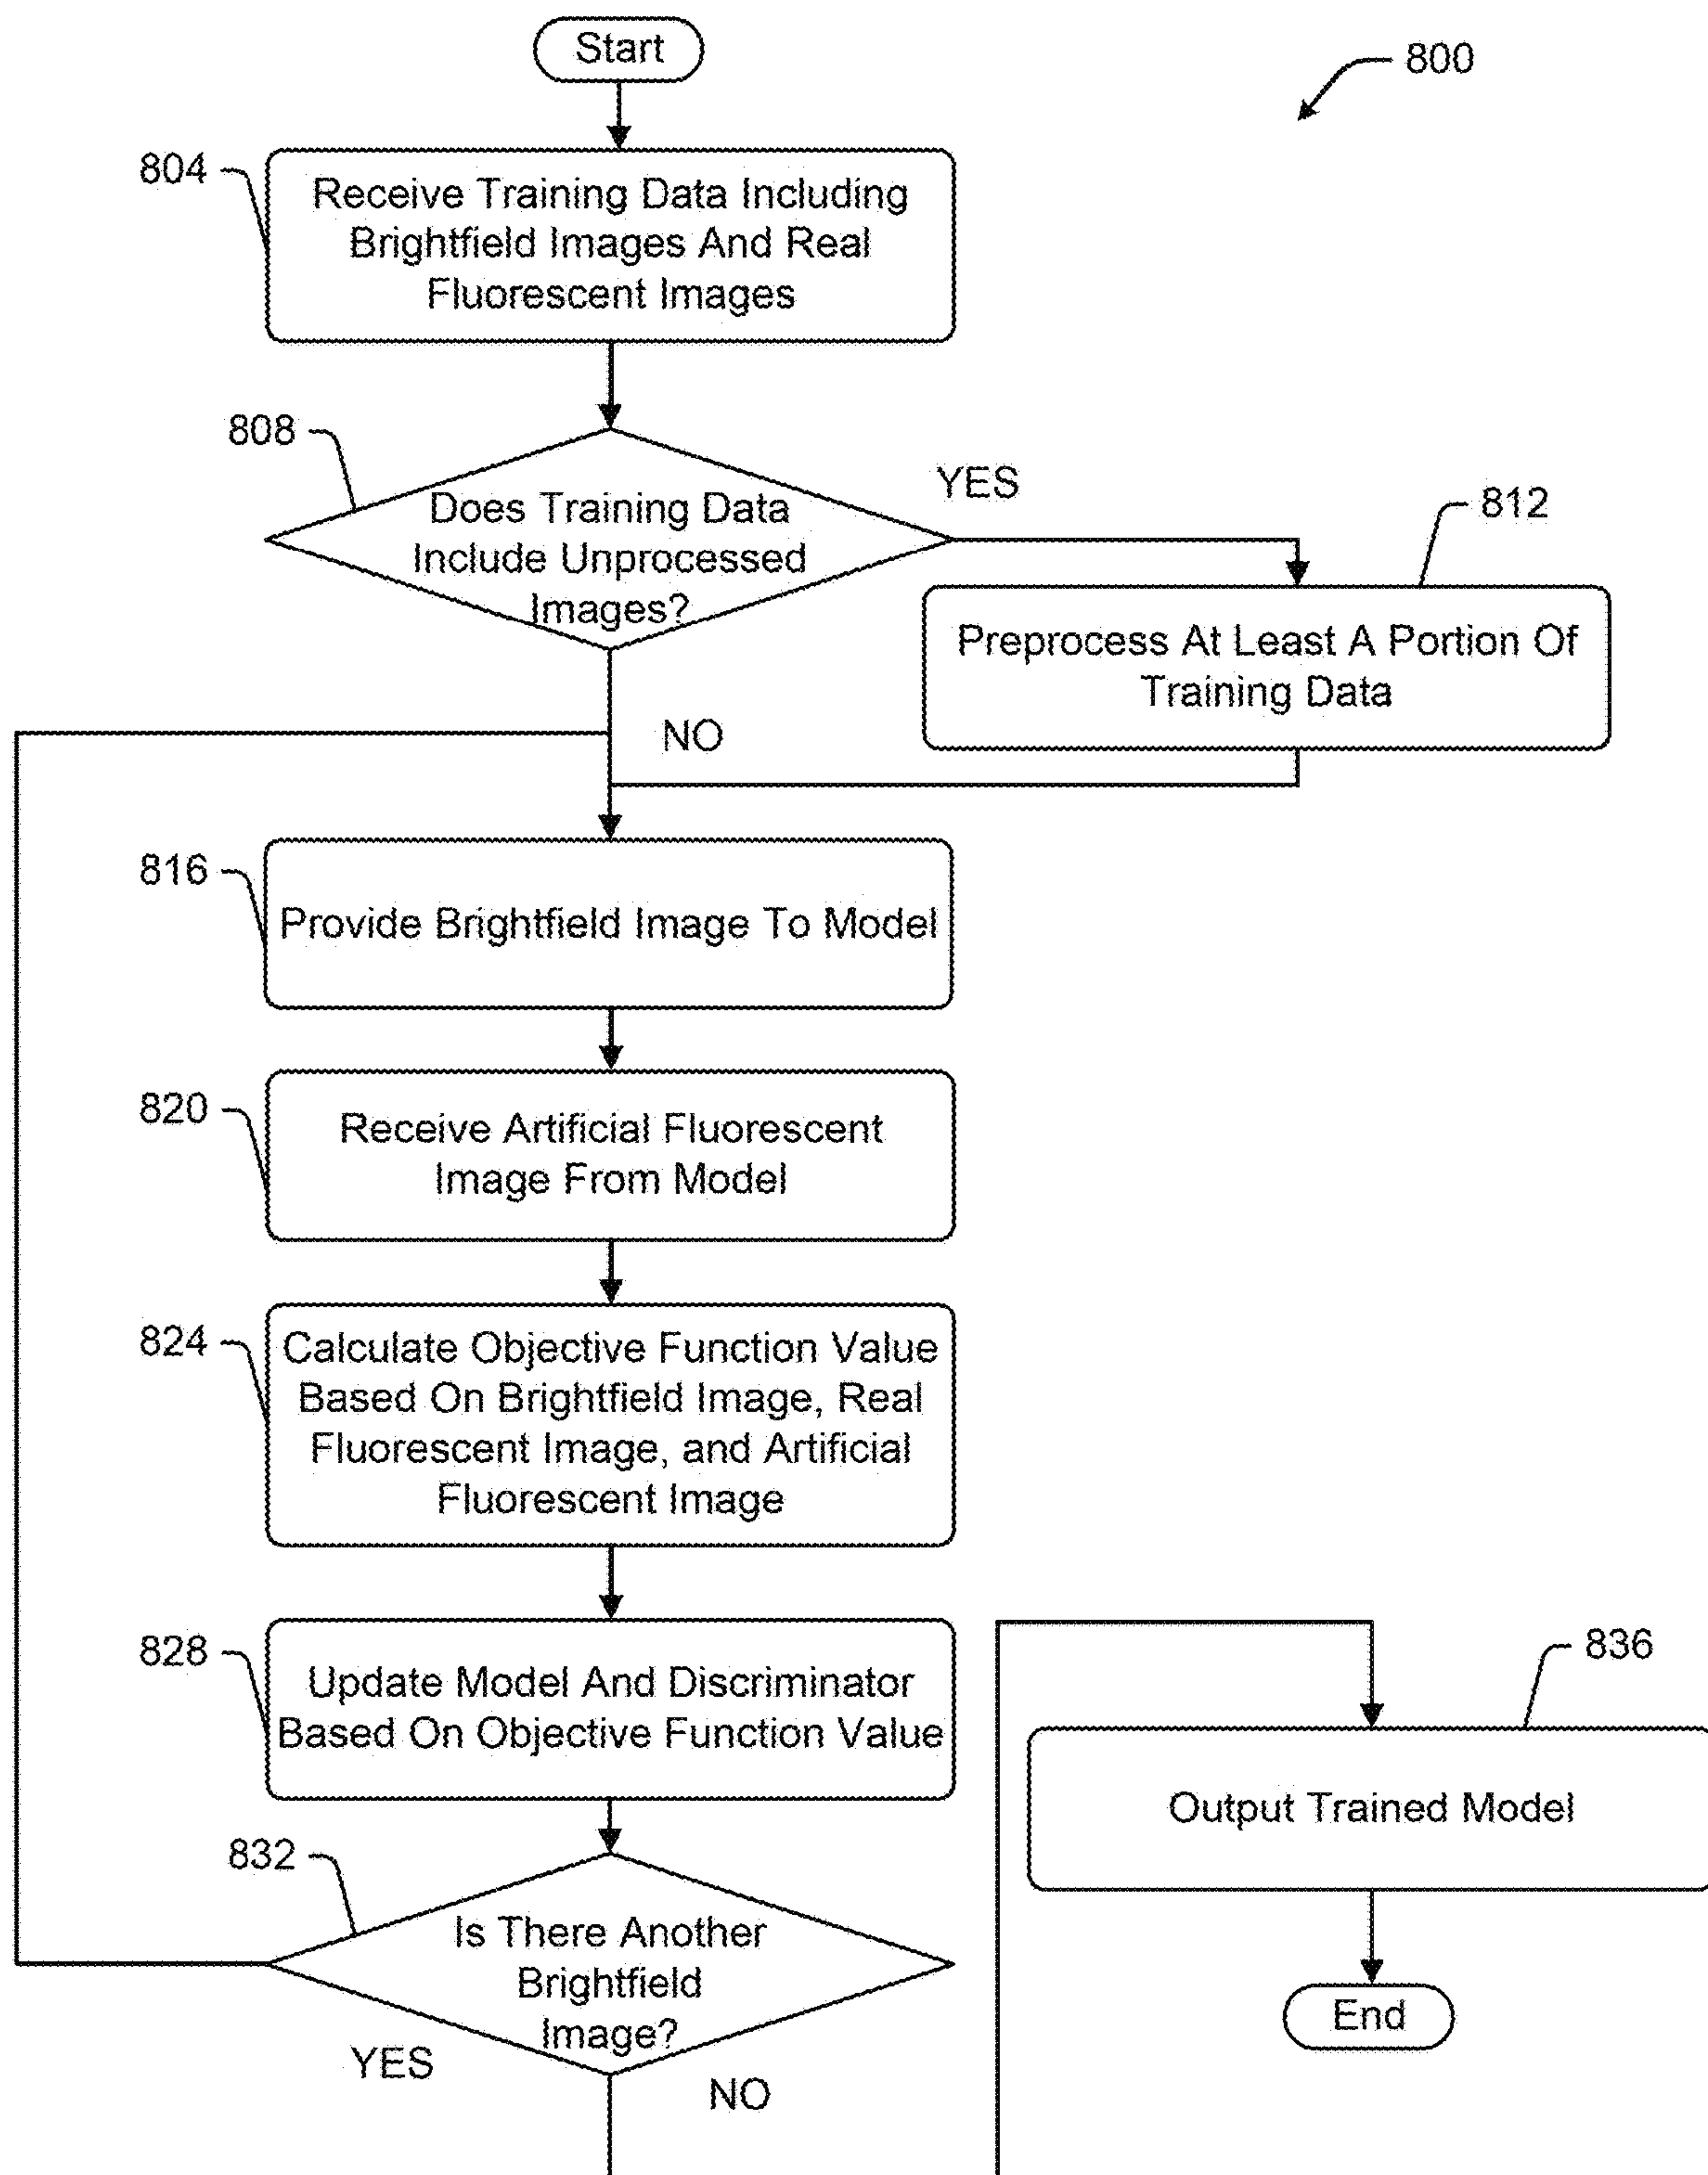 Start
800
804
Receive Training Data Including
Brightfield Images And Real
Fluorescent Images
808
Does Training Data
Include Unprocessed
Images?
YES
812
Preprocess At Least A Portion Of
Training Data
NO
816
Provide Brightfield Image To Model
820
Receive Artificial Fluorescent
Image From Model
824
Calculate Objective Function Value
Based On Brightfield Image, Real
Fluorescent Image, and Artificial
Fluorescent Image
828
Update Model And Discriminator
Based On Objective Function Value
832
Is There Another
Brightfield
Image?
YES
NO
836
Output Trained Model
End